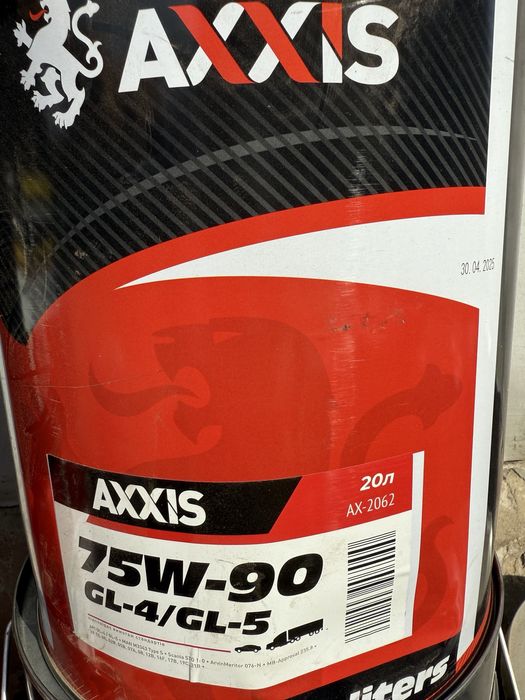 AXXIS
30.04.2025
AXXIS
20л
AX-2062
75W-90
GL-4/GL-5
liters